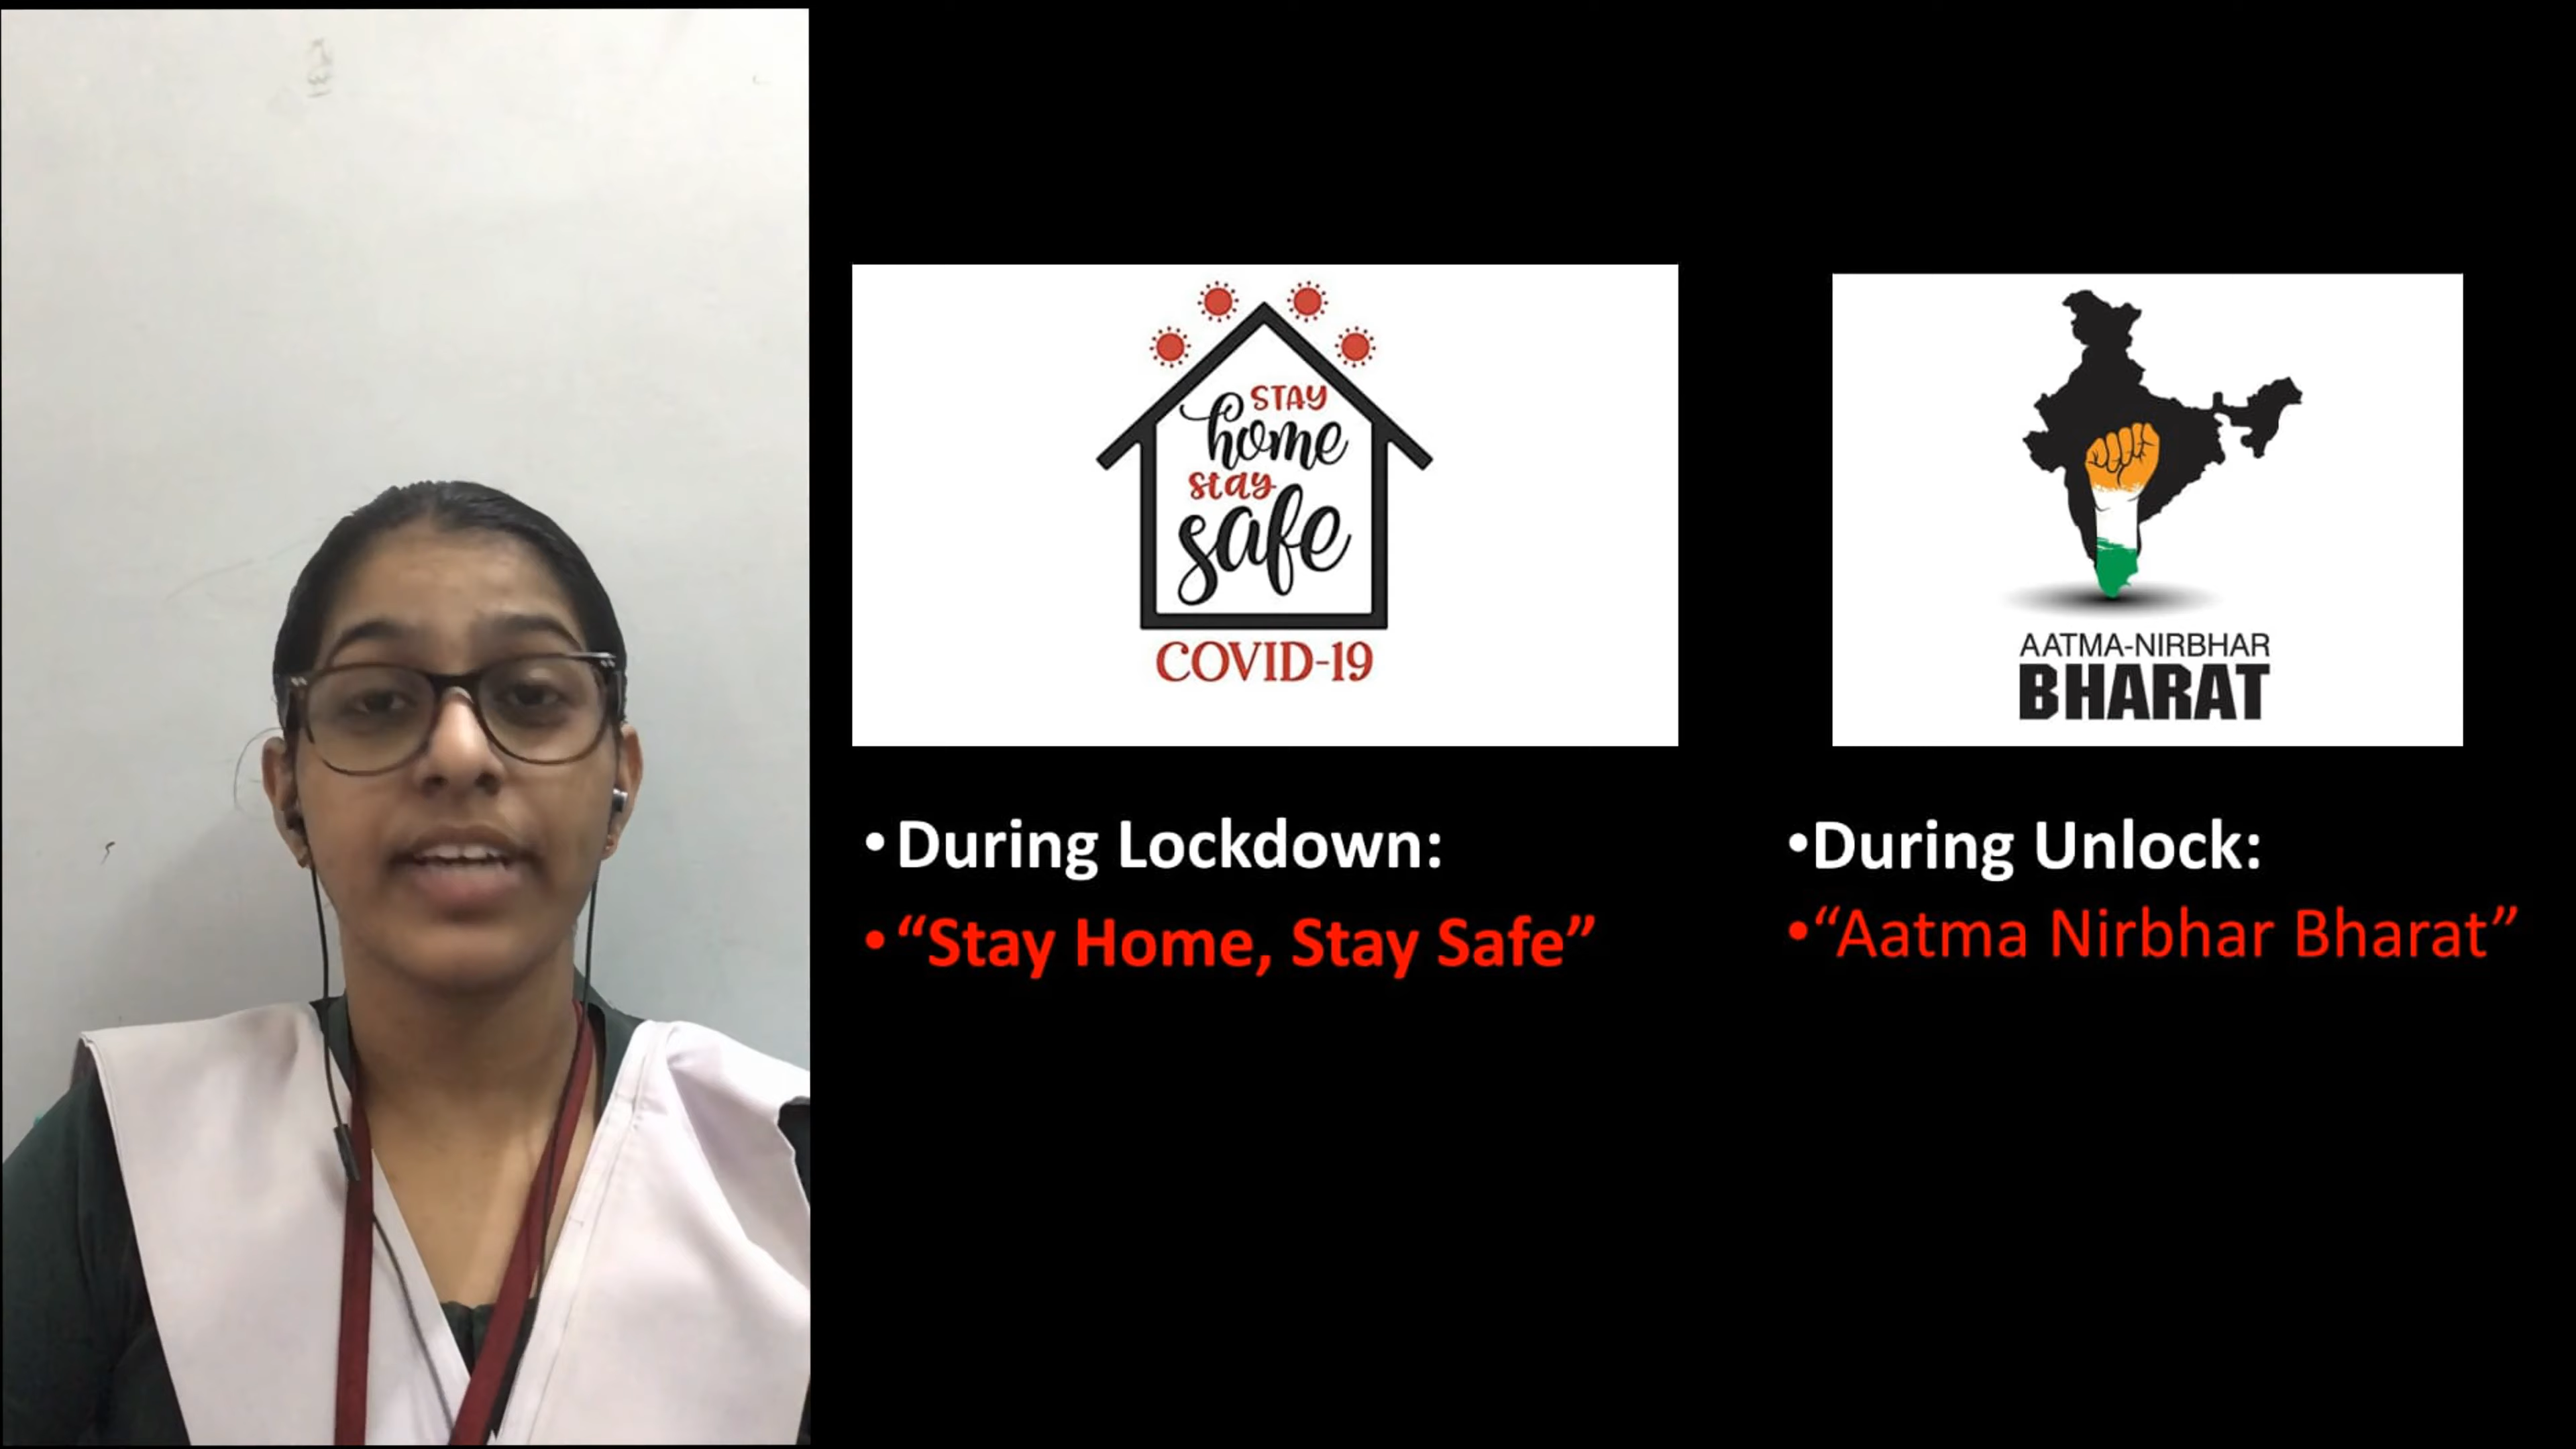 STAY
home
stay
safe
COVID-19
AATMA-NIRBHAR
BHARAT
• During Lockdown:
• “Stay Home, Stay Safe”
•During Unlock:
•“Aatma Nirbhar Bharat”